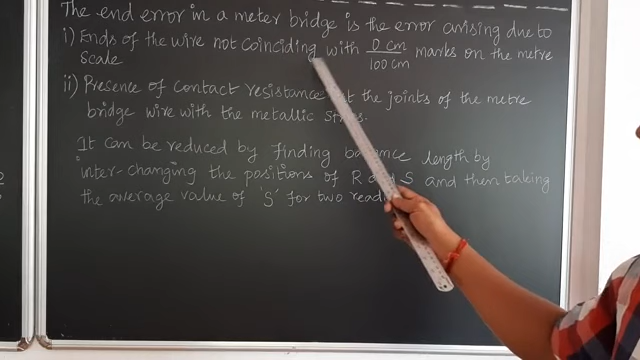 The end error in a meter bridge is the error arising due to
i) Ends of the wire not coinciding with 0 cm / 100 cm marks on the metre
scale
ii) Presence of contact resistance at the joints of the metre
bridge wire with the metallic strips.
It can be reduced by finding balance length by
inter-changing the positions of R and S and then taking
the average value of 'S' for two